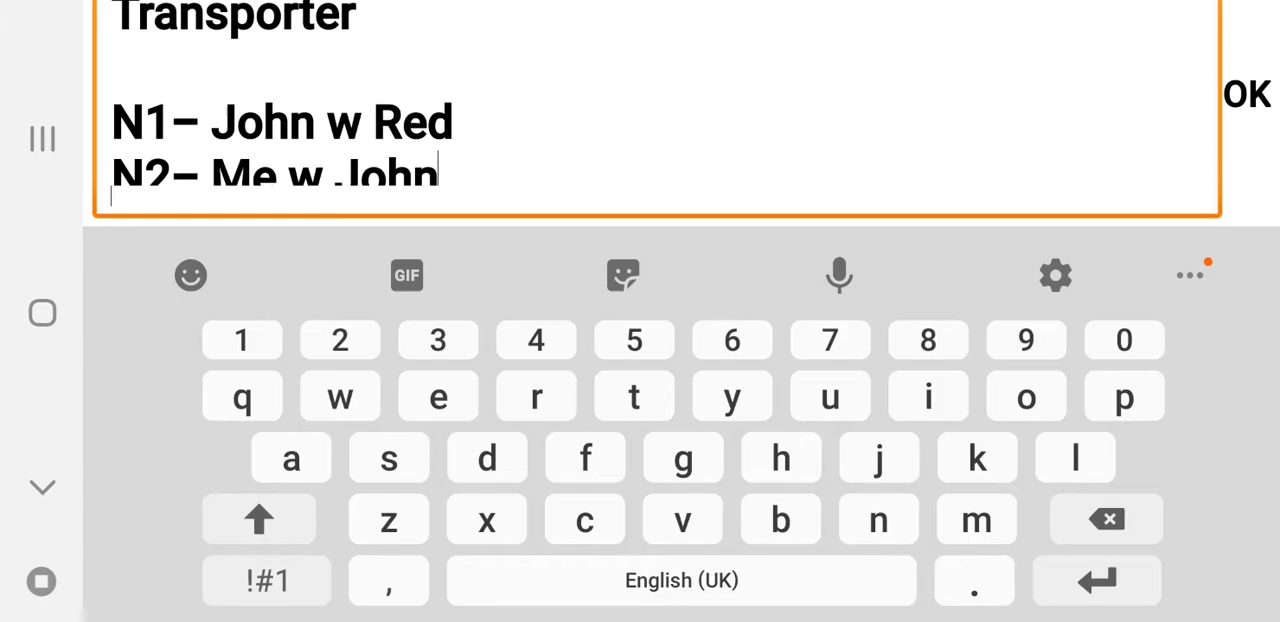 Transporter
N1– John w Red
OK
N2– Me w John
GIF
1 2 3 4 5 6 7 8 9 0
q w e r t y u i o p
a s d f g h j k l
z x c v b n m
!#1 , English (UK) .